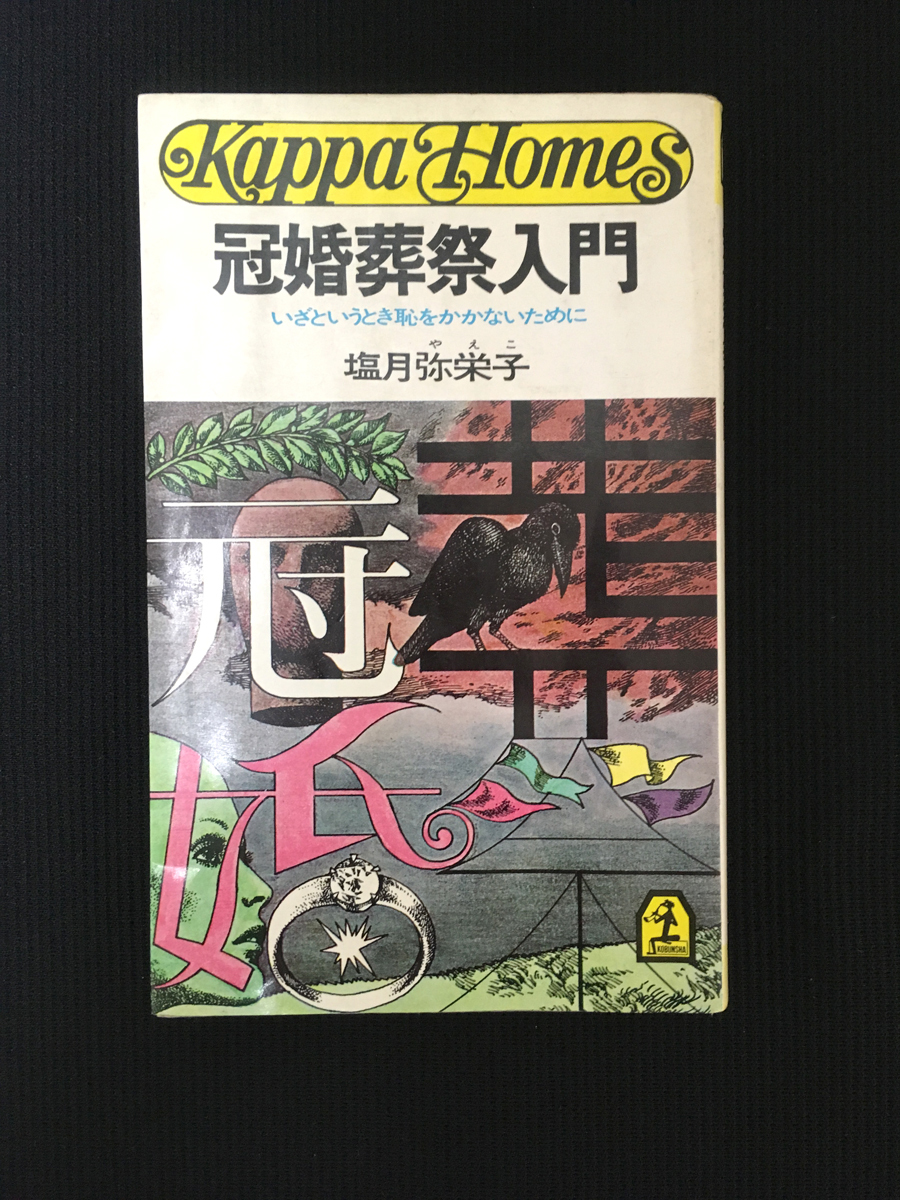 Kappa Homes
冠婚葬祭入門
いざというとき恥をかかないために
やえこ
塩月弥栄子
冠
葬
婚
祭
KOBUNSHA